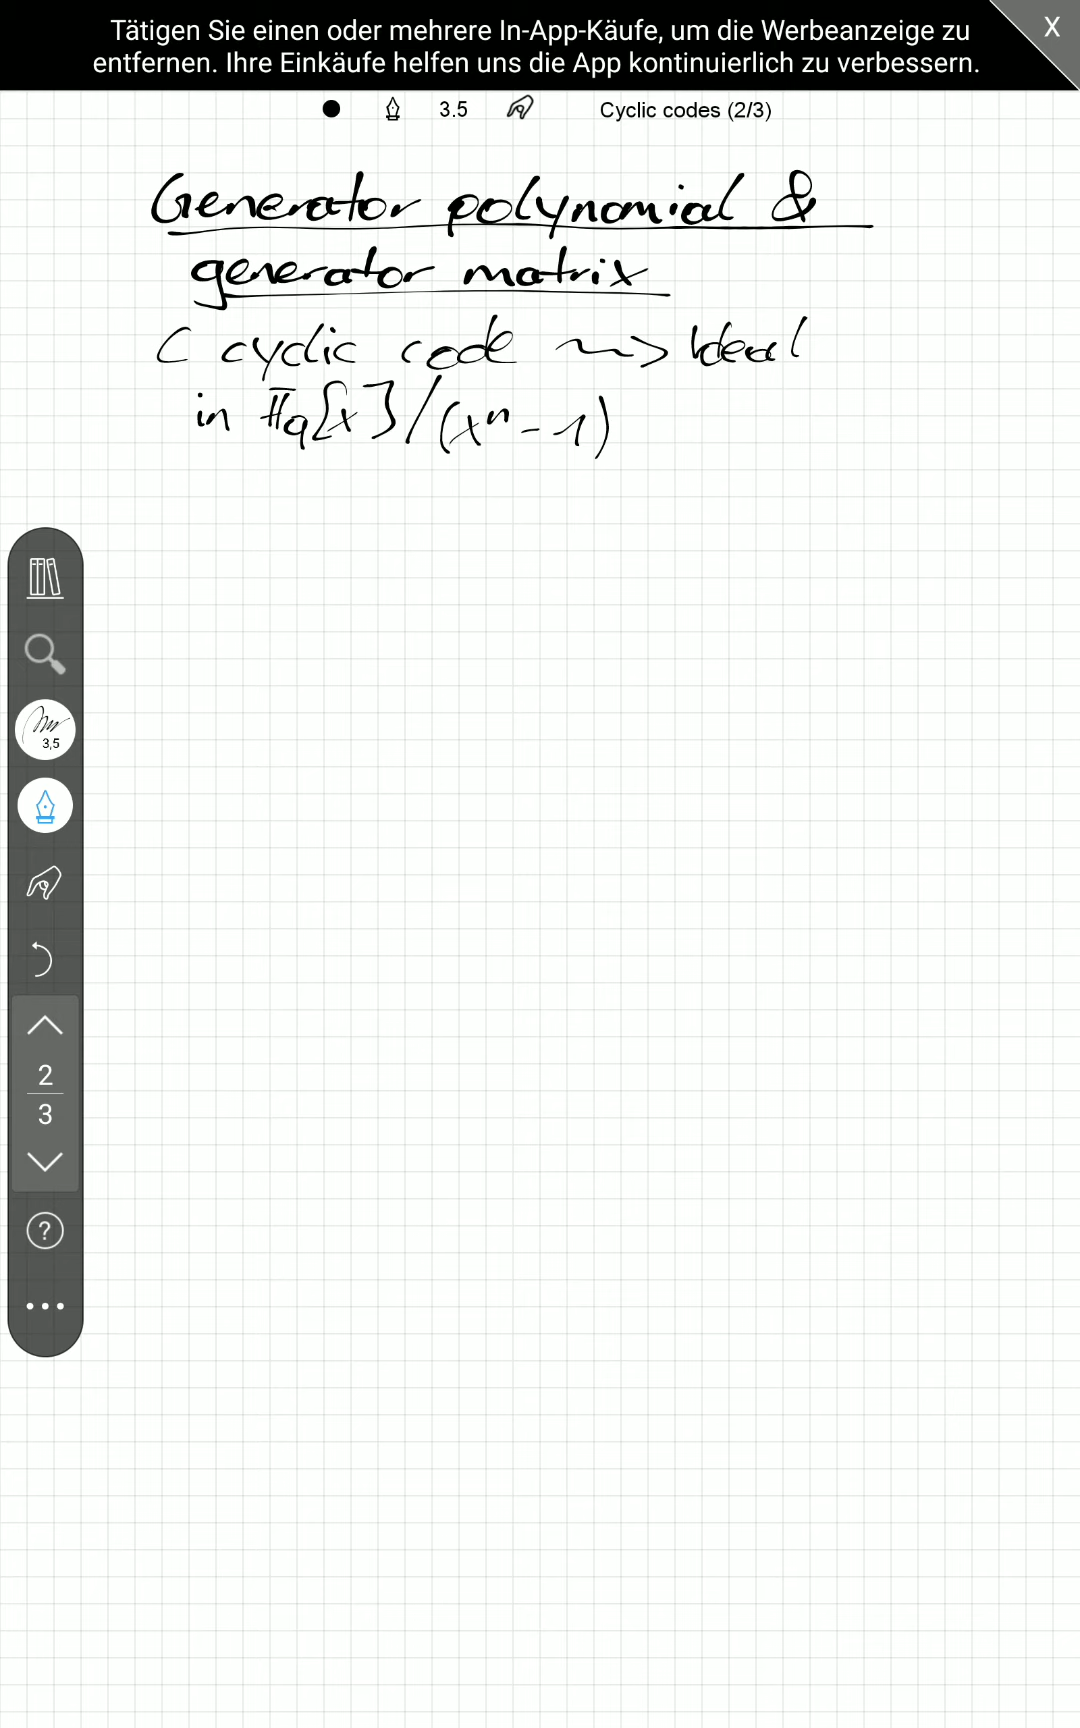 Tätigen Sie einen oder mehrere In-App-Käufe, um die Werbeanzeige zu
entfernen. Ihre Einkäufe helfen uns die App kontinuierlich zu verbessern.
X
3.5 Cyclic codes (2/3)
Generator polynomial &
generator matrix
C cyclic code ~> Ideal
in 𝔽q[x]/(xⁿ-1)
3,5
2
3
?